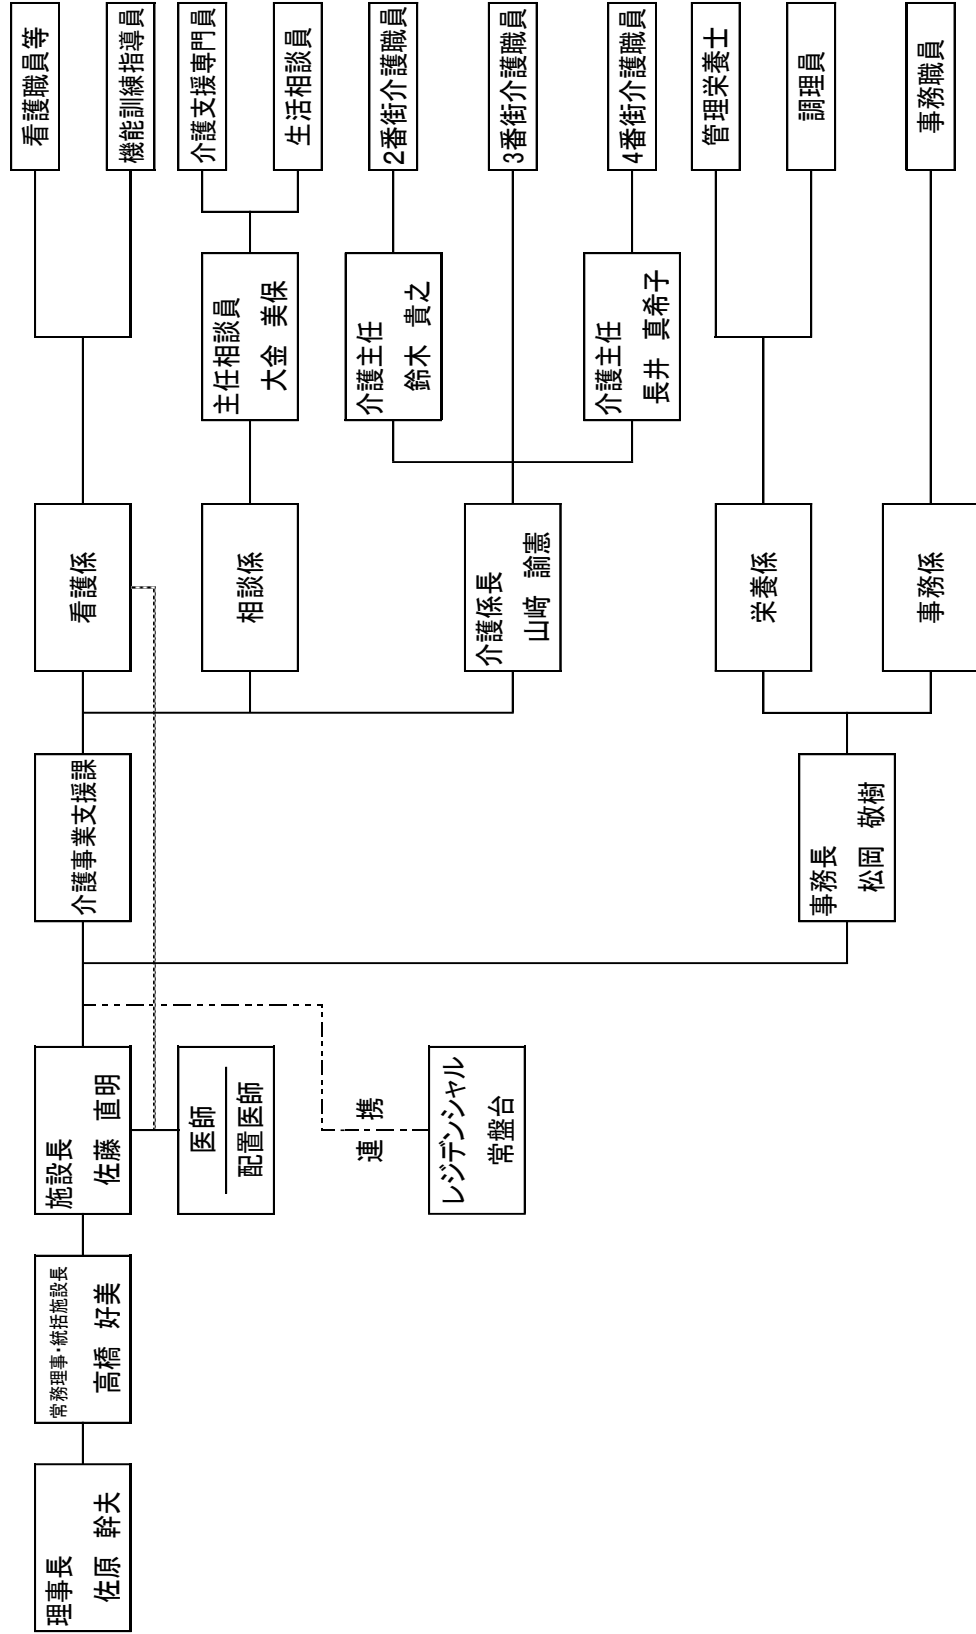 理事長
佐原 幹夫
常務理事・統括施設長
高橋 好美
施設長
佐藤 直明
医師
配置医師
連 携
レジデンシャル
常盤台
介護事業支援課
事務長
松岡 敬樹
看護係
相談係
介護係長
山﨑 諭憲
栄養係
事務係
主任相談員
大金 美保
介護主任
鈴木 貴之
介護主任
長井 真希子
看護職員等
機能訓練指導員
介護支援専門員
生活相談員
2番街介護職員
3番街介護職員
4番街介護職員
管理栄養士
調理員
事務職員